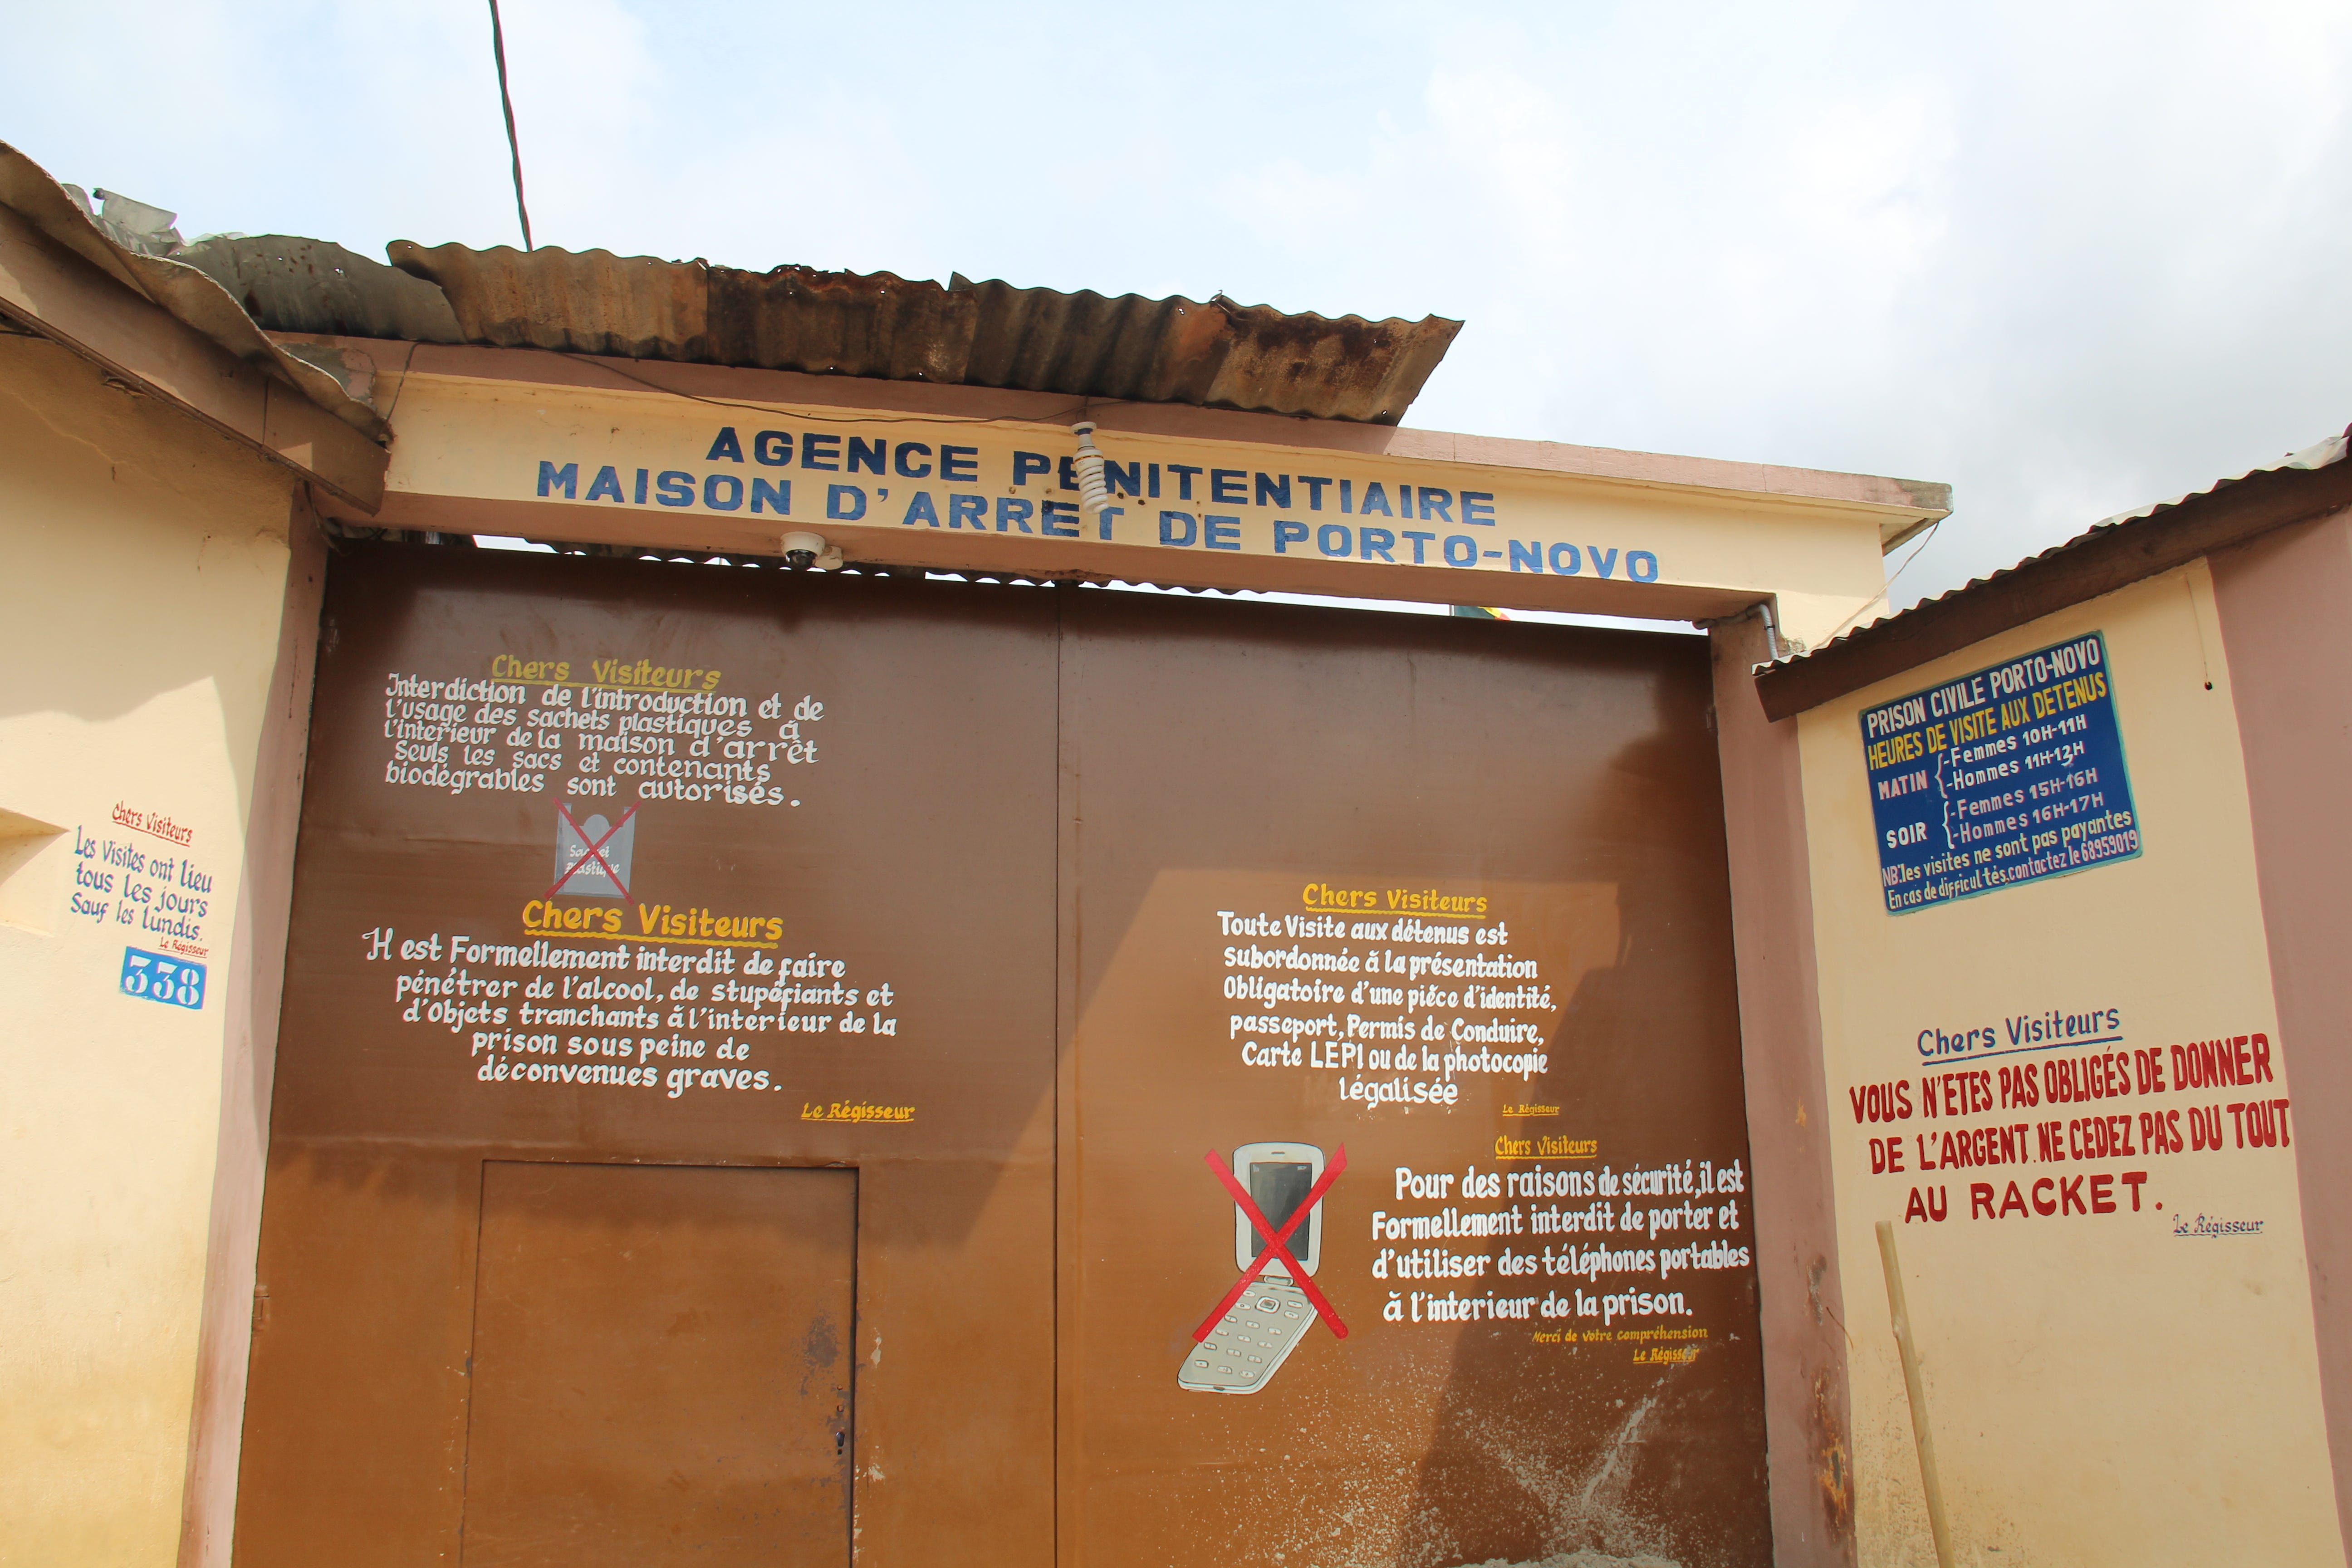 AGENCE PENITENTIAIRE
MAISON D'ARRET DE PORTO-NOVO
Chers Visiteurs
Les Visites ont lieu
tous les jours
Sauf les lundis.
Le Régisseur
338
Chers Visiteurs
Interdiction de l'introduction et de
l'usage des sachets plastiques à
l'interieur de la maison d'arrêt
Seuls les sacs et contenants
biodégrables sont autorisés.
Sachet
Plastique
Chers Visiteurs
Il est Formellement interdit de faire
pénétrer de l'alcool, de stupéfiants et
d'Objets tranchants à l'interieur de la
prison sous peine de
déconvenues graves.
Le Régisseur
Chers Visiteurs
Toute Visite aux détenus est
subordonnée à la présentation
Obligatoire d'une pièce d'identité,
passeport, Permis de Conduire,
Carte LEPI ou de la photocopie
légalisée
Le Régisseur
Chers Visiteurs
Pour des raisons de sécurité, il est
Formellement interdit de porter et
d'utiliser des téléphones portables
à l'interieur de la prison.
Merci de Votre Compréhension
Le Régisseur
PRISON CIVILE PORTO-NOVO
HEURES DE VISITE AUX DETENUS
MATIN {-Femmes 10H-11H
-Hommes 11H-13H
SOIR {-Femmes 15H-16H
-Hommes 16H-17H
NB: les visites ne sont pas payantes
En cas de difficultés, contactez le 68959019
Chers Visiteurs
VOUS N'ETES PAS OBLIGÉS DE DONNER
DE L'ARGENT. NE CEDEZ PAS DU TOUT
AU RACKET.
Le Régisseur